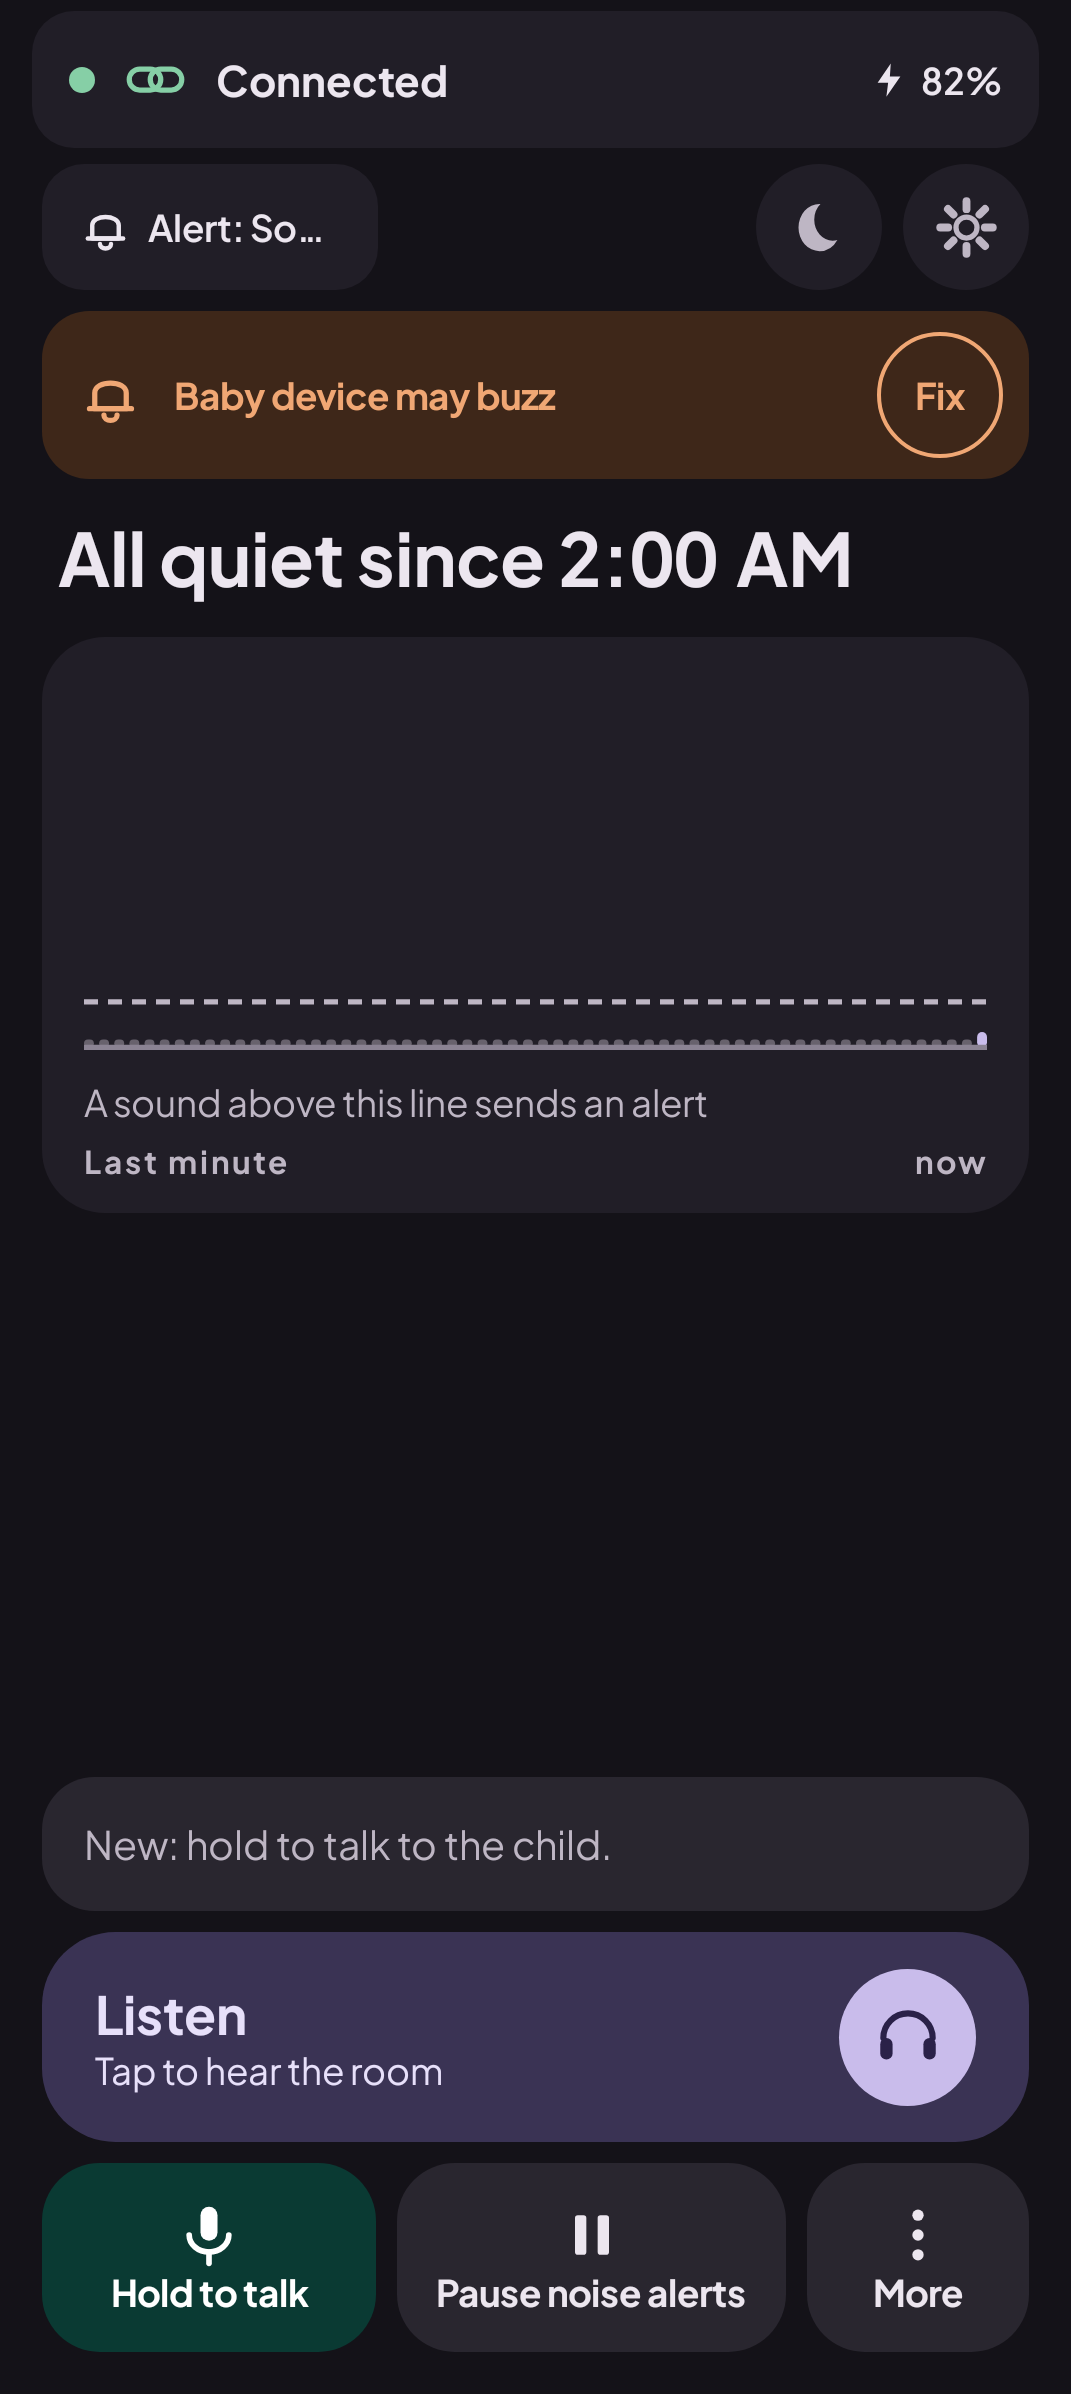 Connected
82%
Alert: So...
Baby device may buzz
Fix
All quiet since 2:00 AM
A sound above this line sends an alert
Last minute
now
New: hold to talk to the child.
Listen
Tap to hear the room
Hold to talk
Pause noise alerts
More